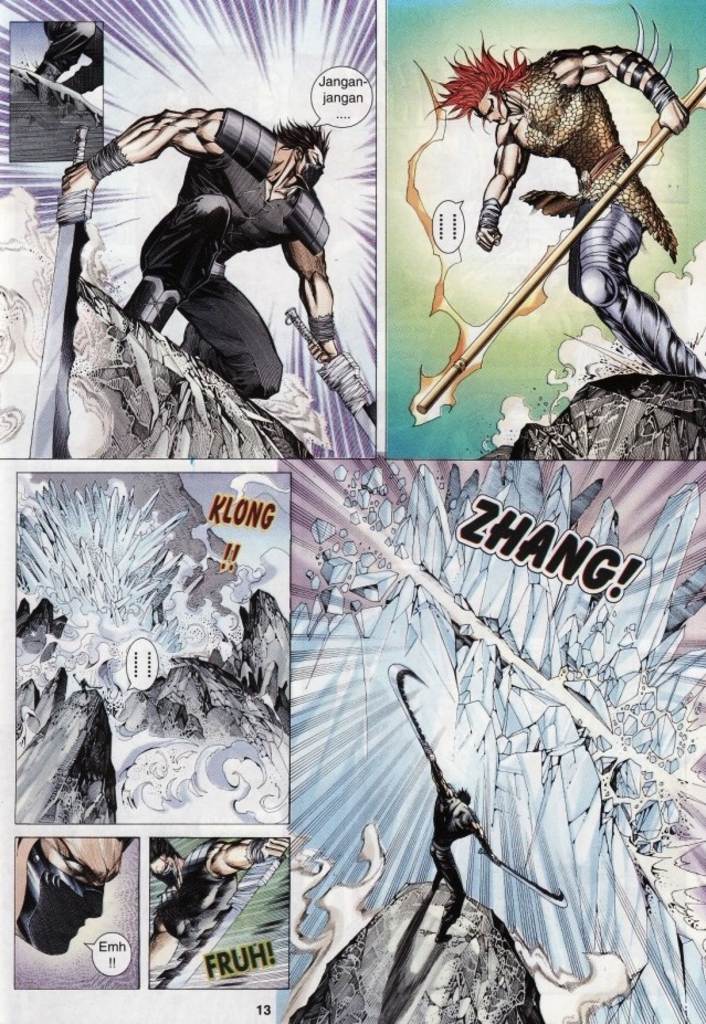 Jangan-
jangan
....
......
KLONG
!!
........
ZHANG!
Emh
!!
FRUH!
13